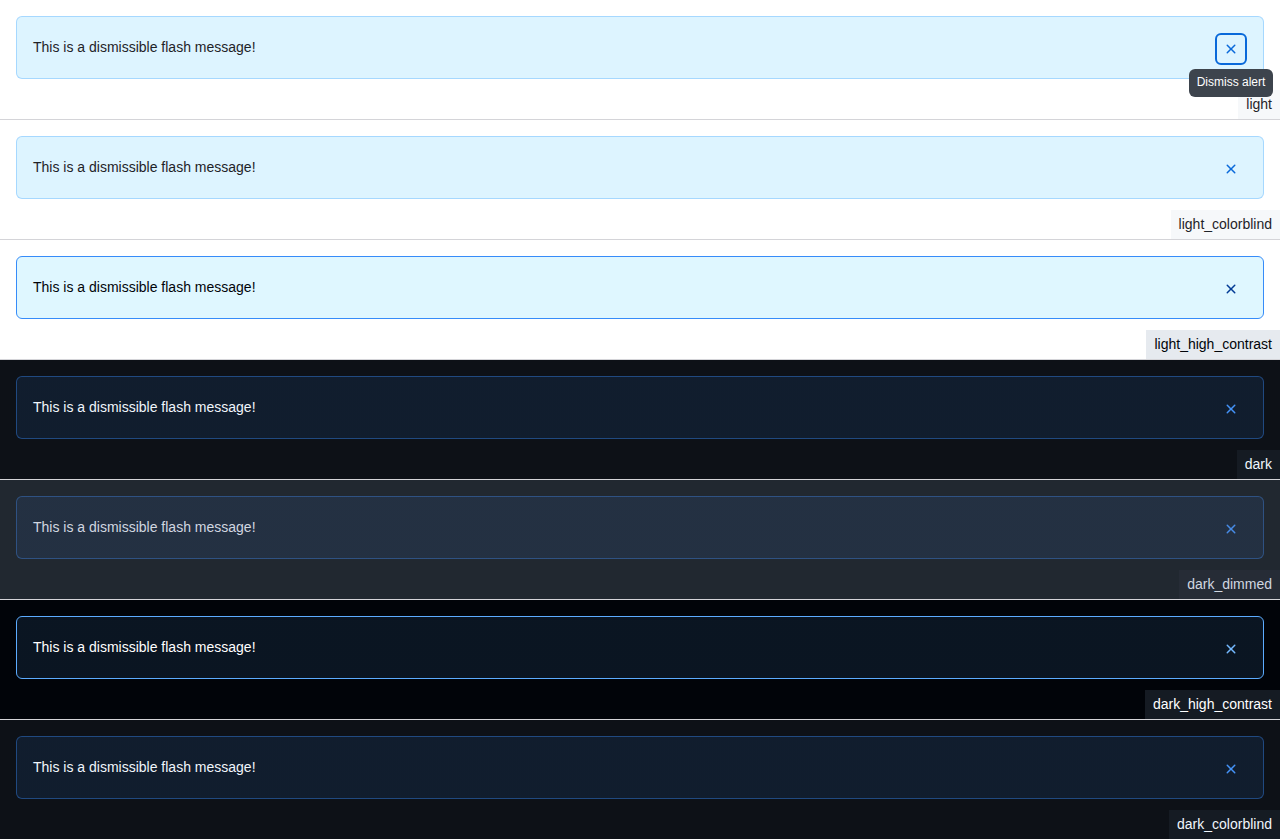 This is a dismissible flash message!
Dismiss alert
light
This is a dismissible flash message!
light_colorblind
This is a dismissible flash message!
light_high_contrast
This is a dismissible flash message!
dark
This is a dismissible flash message!
dark_dimmed
This is a dismissible flash message!
dark_high_contrast
This is a dismissible flash message!
dark_colorblind